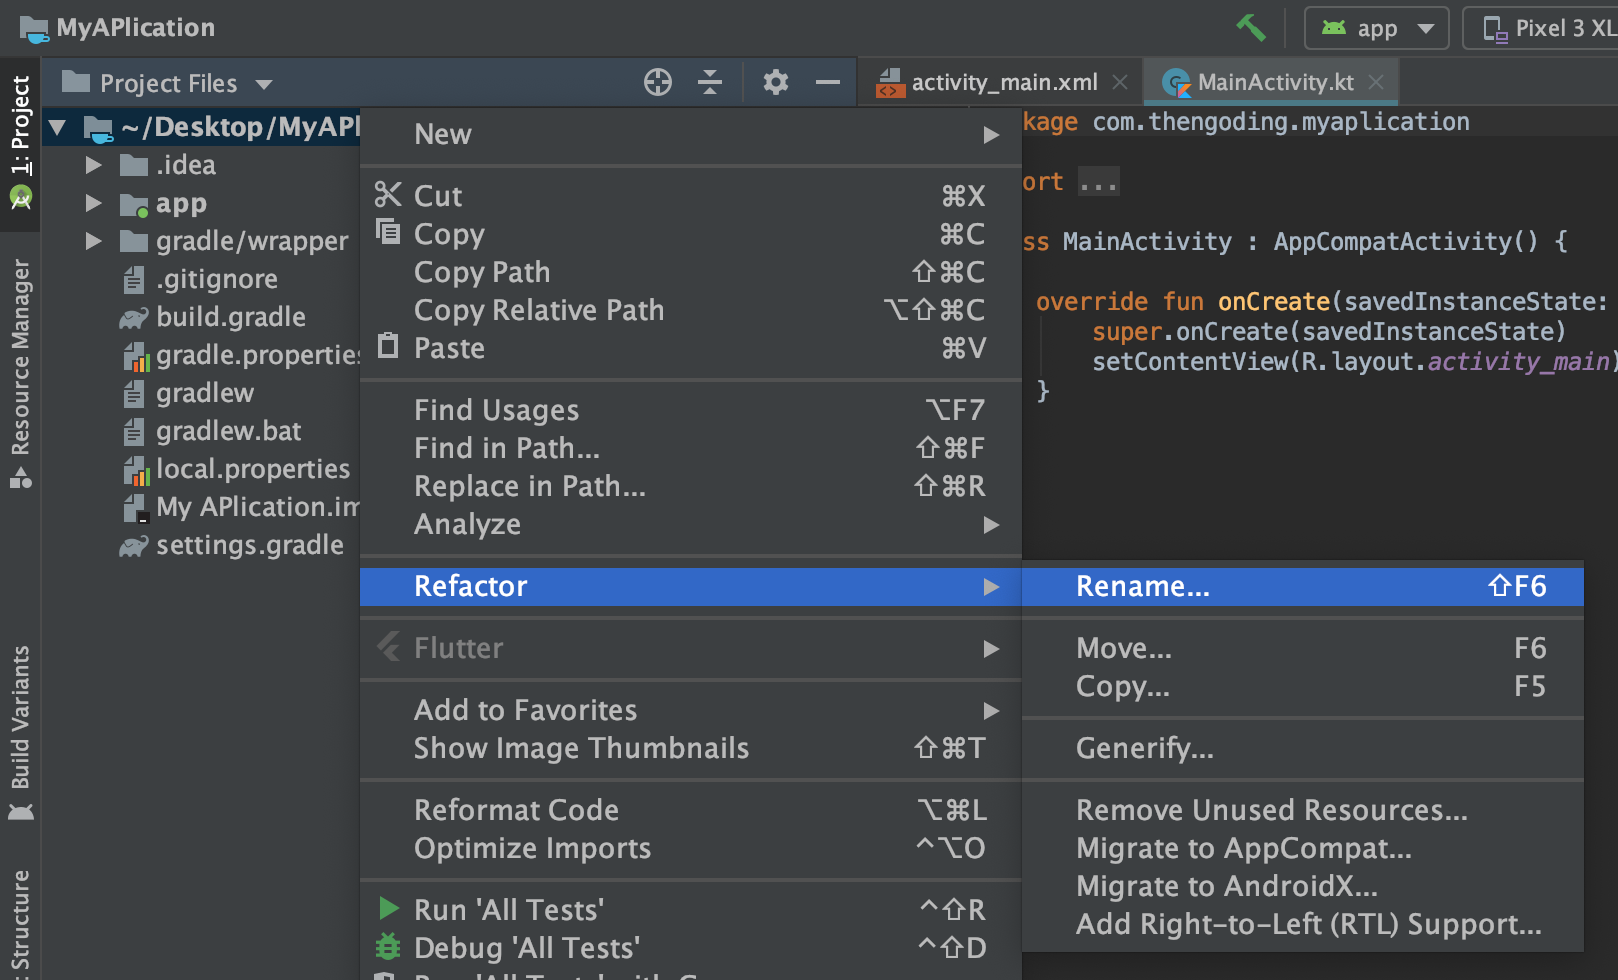 MyAPlication
app
Pixel 3 XL
1: Project
Resource Manager
Build Variants
: Structure
Project Files
~/Desktop/MyAPl
.idea
app
gradle/wrapper
.gitignore
build.gradle
gradle.properties
gradlew
gradlew.bat
local.properties
My APlication.im
settings.gradle
activity_main.xml
MainActivity.kt
kage com.thengoding.myaplication
ort ...
ss MainActivity : AppCompatActivity() {
override fun onCreate(savedInstanceState:
super.onCreate(savedInstanceState)
setContentView(R.layout.activity_main)
}
New
Cut ⌘X
Copy ⌘C
Copy Path ⇧⌘C
Copy Relative Path ⌥⇧⌘C
Paste ⌘V
Find Usages ⌥F7
Find in Path... ⇧⌘F
Replace in Path... ⇧⌘R
Analyze
Refactor
Flutter
Add to Favorites
Show Image Thumbnails ⇧⌘T
Reformat Code ⌥⌘L
Optimize Imports ^⌥O
Run 'All Tests' ^⇧R
Debug 'All Tests' ^⇧D
Rename... ⇧F6
Move... F6
Copy... F5
Generify...
Remove Unused Resources...
Migrate to AppCompat...
Migrate to AndroidX...
Add Right-to-Left (RTL) Support...